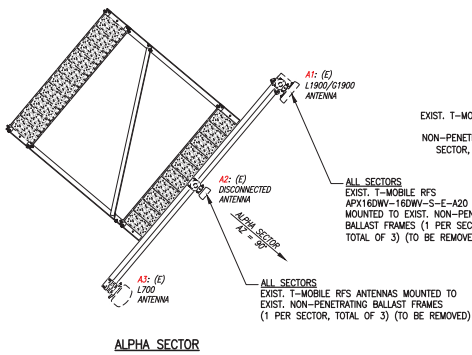 A1: (E)
L1900/G1900
ANTENNA
EXIST. T-MO
NON-PENET
SECTOR,
A2: (E)
DISCONNECTED
ANTENNA
ALL SECTORS
EXIST. T-MOBILE RFS
APX16DWV-16DWV-S-E-A20
MOUNTED TO EXIST. NON-PEN
BALLAST FRAMES (1 PER SEC
TOTAL OF 3) (TO BE REMOVE
ALPHA SECTOR
AZ = 90°
A3: (E)
L700
ANTENNA
ALL SECTORS
EXIST. T-MOBILE RFS ANTENNAS MOUNTED TO
EXIST. NON-PENETRATING BALLAST FRAMES
(1 PER SECTOR, TOTAL OF 3) (TO BE REMOVED)
ALPHA SECTOR